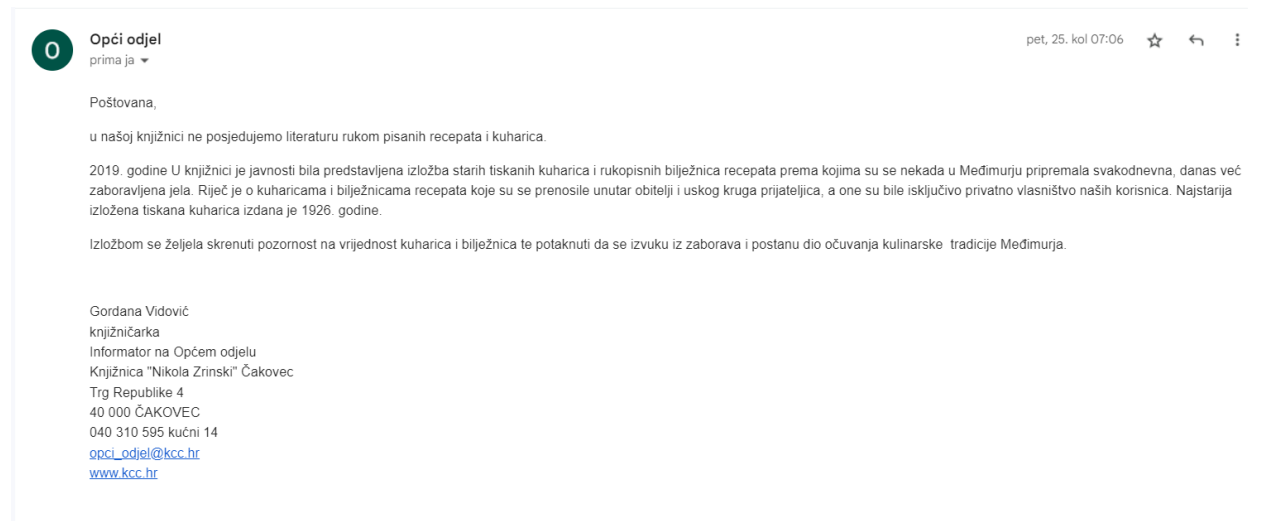 O
Opći odjel
pet, 25. kol 07:06
prima ja
Poštovana,
u našoj knjižnici ne posjedujemo literaturu rukom pisanih recepata i kuharica.
2019. godine U knjižnici je javnosti bila predstavljena izložba starih tiskanih kuharica i rukopisnih bilježnica recepata prema kojima su se nekada u Međimurju pripremala svakodnevna, danas već
zaboravljena jela. Riječ je o kuharicama i bilježnicama recepata koje su se prenosile unutar obitelji i uskog kruga prijateljica, a one su bile isključivo privatno vlasništvo naših korisnica. Najstarija
izložena tiskana kuharica izdana je 1926. godine.
Izložbom se željela skrenuti pozornost na vrijednost kuharica i bilježnica te potaknuti da se izvuku iz zaborava i postanu dio očuvanja kulinarske  tradicije Međimurja.
Gordana Vidović
knjižničarka
Informator na Općem odjelu
Knjižnica "Nikola Zrinski" Čakovec
Trg Republike 4
40 000 ČAKOVEC
040 310 595 kućni 14
opci_odjel@kcc.hr
www.kcc.hr